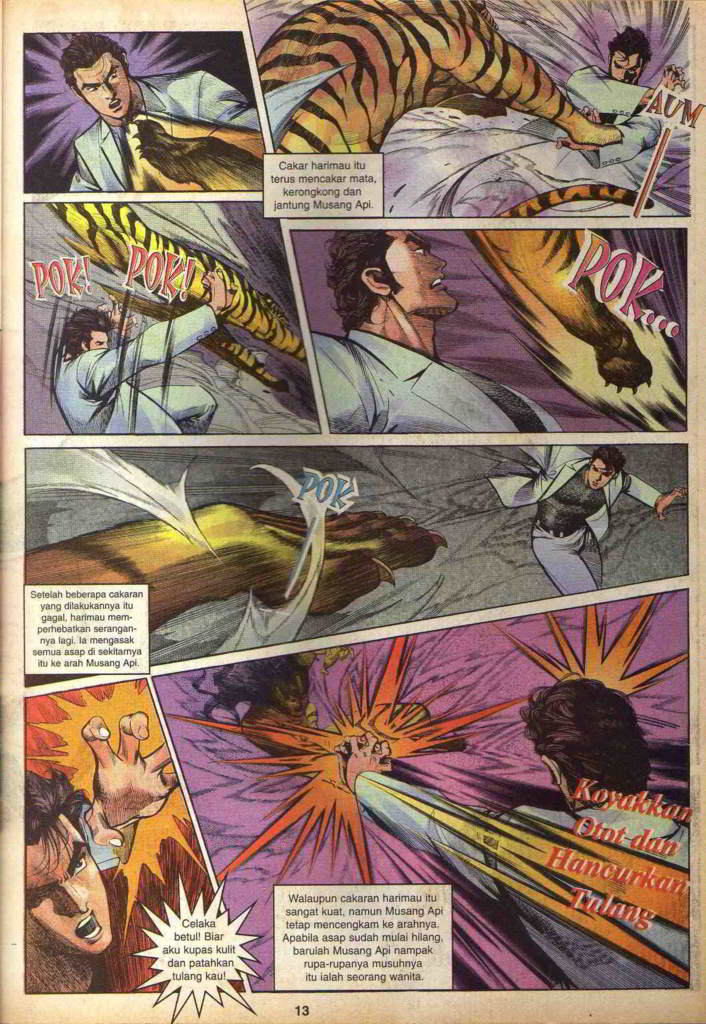 AUM
Cakar harimau itu
terus mencakar mata,
kerongkong dan
jantung Musang Api.
POK!
POK!
POK...
POK
Setelah beberapa cakaran
yang dilakukannya itu
gagal, harimau mem-
perhebatkan serangan-
nya lagi. Ia mengasak
semua asap di sekitarnya
itu ke arah Musang Api.
Celaka
betul! Biar
aku kupas kulit
dan patahkan
tulang kau!
Koyakkan
Otot dan
Hancurkan
Tulang
Walaupun cakaran harimau itu
sangat kuat, namun Musang Api
tetap mencengkam ke arahnya.
Apabila asap sudah mulai hilang,
barulah Musang Api nampak
rupa-rupanya musuhnya
itu ialah seorang wanita.
13